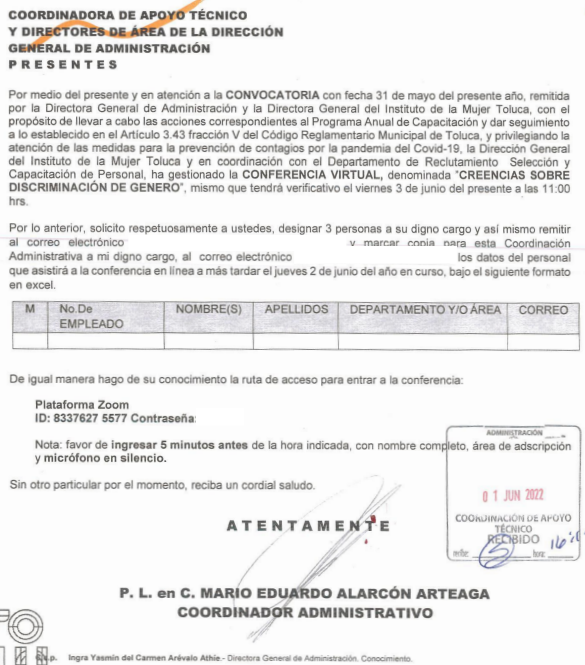 COORDINADORA DE APOYO TÉCNICO
Y DIRECTORES DE ÁREA DE LA DIRECCIÓN
GENERAL DE ADMINISTRACIÓN
P R E S E N T E S
Por medio del presente y en atención a la CONVOCATORIA con fecha 31 de mayo del presente año, remitida
por la Directora General de Administración y la Directora General del Instituto de la Mujer Toluca, con el
propósito de llevar a cabo las acciones correspondientes al Programa Anual de Capacitación y dar seguimiento
a lo establecido en el Artículo 3.43 fracción V del Código Reglamentario Municipal de Toluca, y privilegiando la
atención de las medidas para la prevención de contagios por la pandemia del Covid-19, la Dirección General
del Instituto de la Mujer Toluca y en coordinación con el Departamento de Reclutamiento Selección y
Capacitación de Personal, ha gestionado la CONFERENCIA VIRTUAL, denominada "CREENCIAS SOBRE
DISCRIMINACIÓN DE GENERO", mismo que tendrá verificativo el viernes 3 de junio del presente a las 11:00
hrs.
Por lo anterior, solicito respetuosamente a ustedes, designar 3 personas a su digno cargo y así mismo remitir
al correo electrónico y marcar copia para esta Coordinación
Administrativa a mi digno cargo, al correo electrónico los datos del personal
que asistirá a la conferencia en línea a más tardar el jueves 2 de junio del año en curso, bajo el siguiente formato
en excel.
M No.De EMPLEADO NOMBRE(S) APELLIDOS DEPARTAMENTO Y/O ÁREA CORREO
De igual manera hago de su conocimiento la ruta de acceso para entrar a la conferencia:
Plataforma Zoom
ID: 8337627 5577 Contraseña:
Nota: favor de ingresar 5 minutos antes de la hora indicada, con nombre completo, área de adscripción
y micrófono en silencio.
Sin otro particular por el momento, reciba un cordial saludo.
ADMINISTRACIÓN
0 1 JUN 2022
COORDINACIÓN DE APOYO
TÉCNICO
RECIBIDO
A T E N T A M E N T E
P. L. en C. MARIO EDUARDO ALARCÓN ARTEAGA
COORDINADOR ADMINISTRATIVO
Ingra Yasmin del Carmen Arévalo Athie.- Directora General de Administración. Conocimiento.